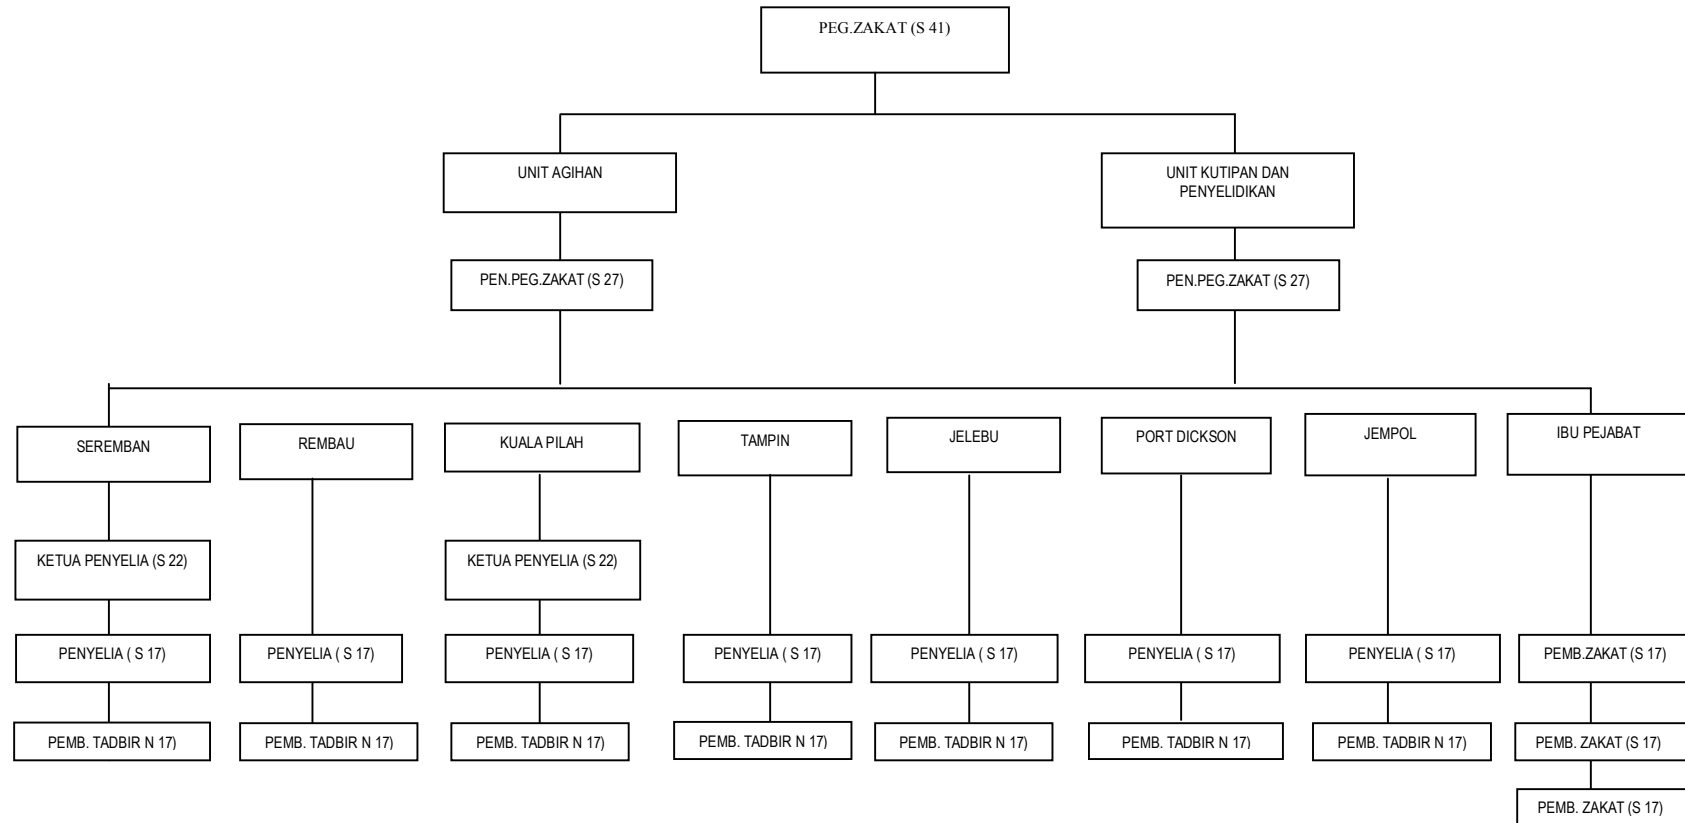 PEG.ZAKAT (S 41)
UNIT AGIHAN
UNIT KUTIPAN DAN
PENYELIDIKAN
PEN.PEG.ZAKAT (S 27)
PEN.PEG.ZAKAT (S 27)
SEREMBAN
REMBAU
KUALA PILAH
TAMPIN
JELEBU
PORT DICKSON
JEMPOL
IBU PEJABAT
KETUA PENYELIA (S 22)
KETUA PENYELIA (S 22)
PENYELIA ( S 17)
PENYELIA ( S 17)
PENYELIA ( S 17)
PENYELIA ( S 17)
PENYELIA ( S 17)
PENYELIA ( S 17)
PENYELIA ( S 17)
PEMB.ZAKAT (S 17)
PEMB. TADBIR N 17)
PEMB. TADBIR N 17)
PEMB. TADBIR N 17)
PEMB. TADBIR N 17)
PEMB. TADBIR N 17)
PEMB. TADBIR N 17)
PEMB. TADBIR N 17)
PEMB. ZAKAT (S 17)
PEMB. ZAKAT (S 17)